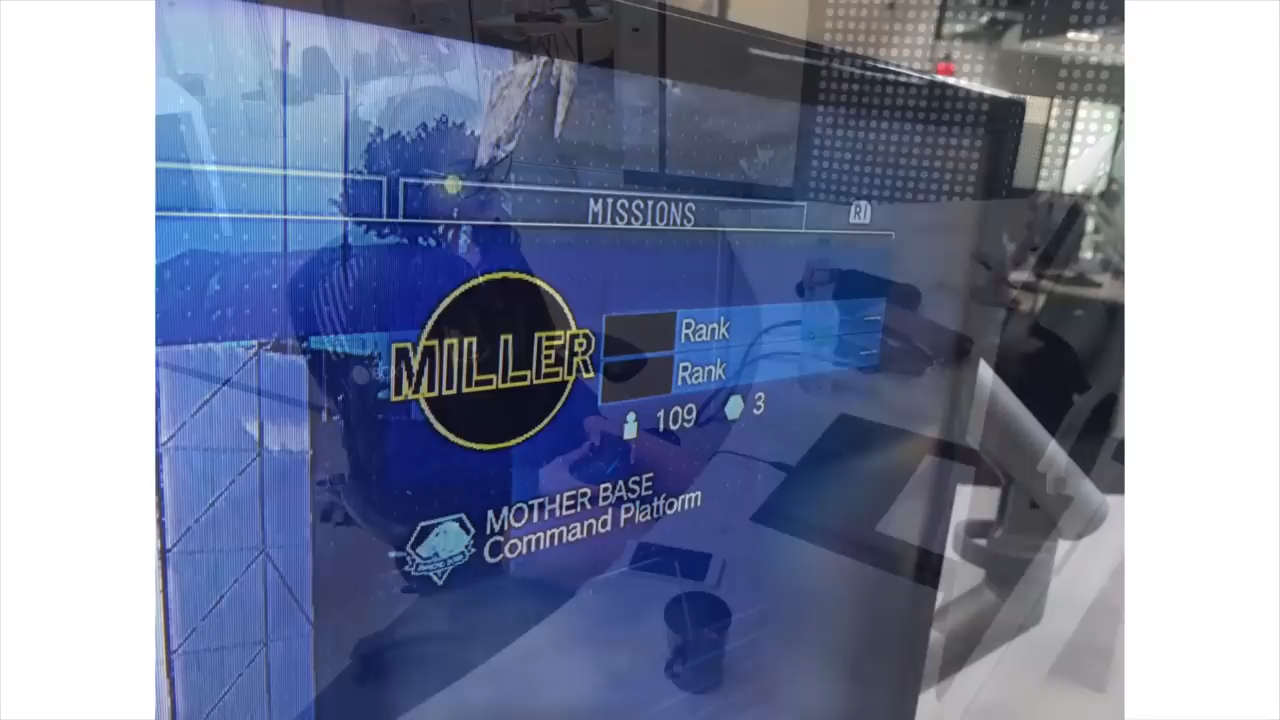 MISSIONS
R1
MILLER
Rank
Rank
109
3
MOTHER BASE
Command Platform